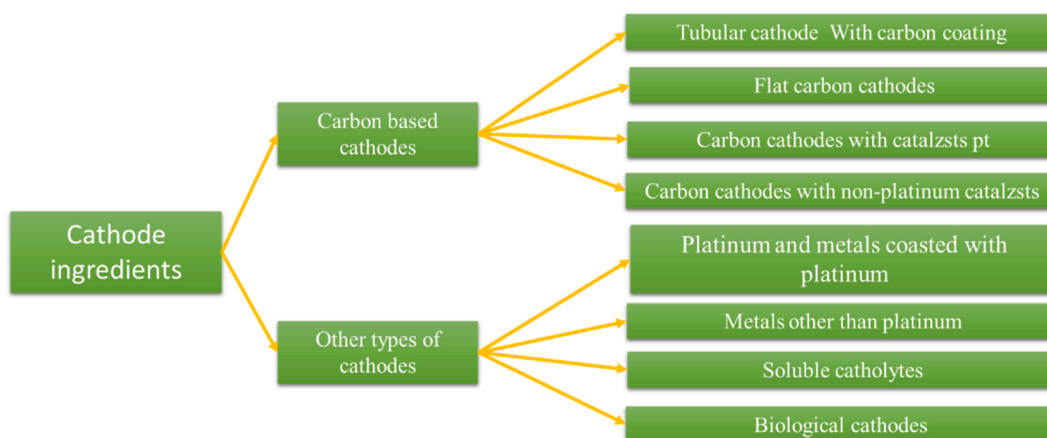 Tubular cathode With carbon coating
Flat carbon cathodes
Carbon based
cathodes
Carbon cathodes with catalzsts pt
Carbon cathodes with non-platinum catalzsts
Cathode
ingredients
Platinum and metals coasted with
platinum
Metals other than platinum
Other types of
cathodes
Soluble catholytes
Biological cathodes